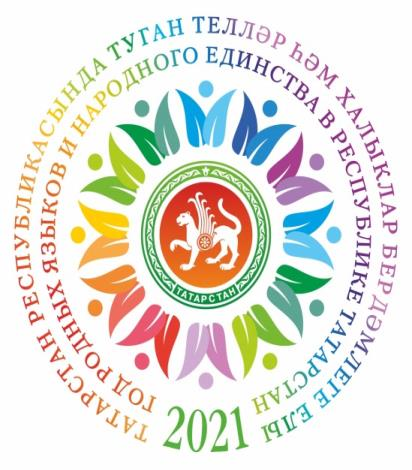 ТАТАРСТАН РЕСПУБЛИКАСЫНДА ТУГАН ТЕЛЛӘР ҺӘМ ХАЛЫКЛАР БЕРДӘМЛЕГЕ ЕЛЫ
ГОД РОДНЫХ ЯЗЫКОВ И НАРОДНОГО ЕДИНСТВА В РЕСПУБЛИКЕ ТАТАРСТАН
ТАТАРСТАН
2021